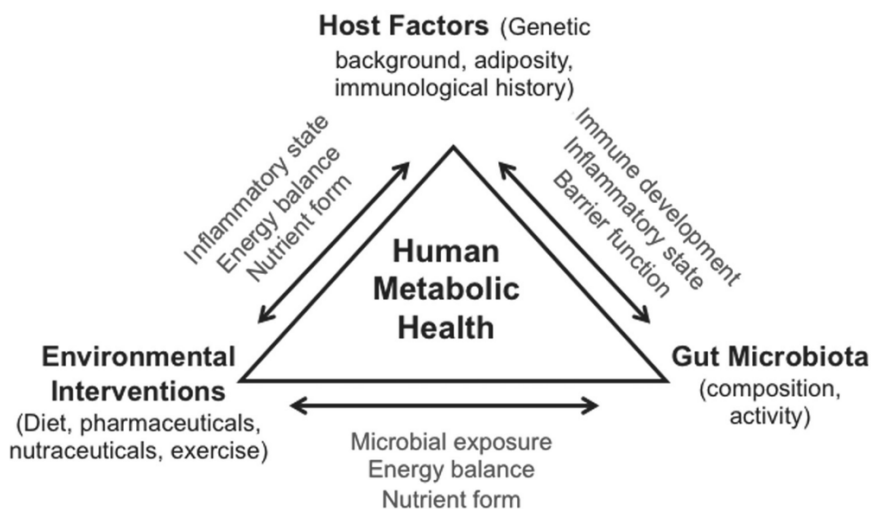 Host Factors (Genetic
background, adiposity,
immunological history)
Inflammatory state
Energy balance
Nutrient form
Immune development
Inflammatory state
Barrier function
Human
Metabolic
Health
Environmental
Interventions
(Diet, pharmaceuticals,
nutraceuticals, exercise)
Gut Microbiota
(composition,
activity)
Microbial exposure
Energy balance
Nutrient form